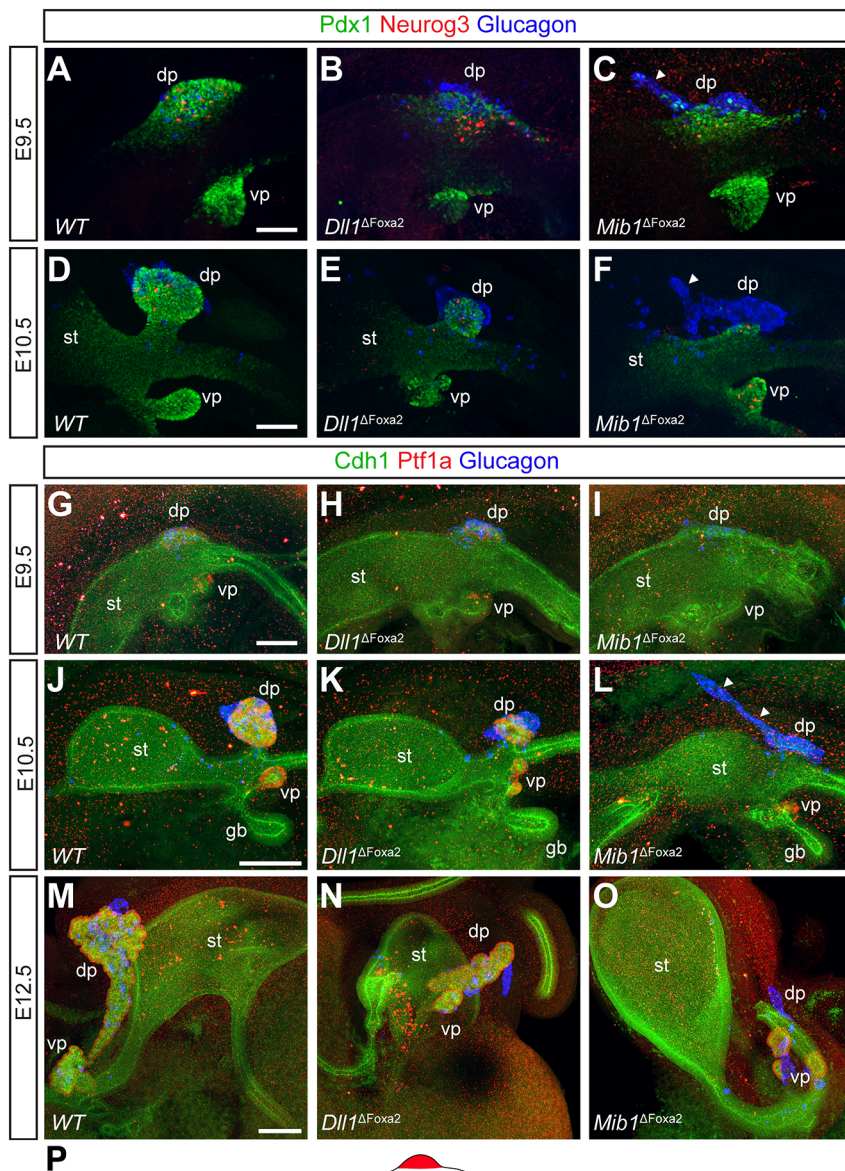 Pdx1 Neurog3 Glucagon
E9.5
A
dp
vp
WT
B
dp
vp
Dll1ΔFoxa2
C
dp
vp
Mib1ΔFoxa2
E10.5
D
dp
st
vp
WT
E
dp
vp
Dll1ΔFoxa2
F
dp
st
vp
Mib1ΔFoxa2
Cdh1 Ptf1a Glucagon
E9.5
G
dp
st
vp
WT
H
dp
st
vp
Dll1ΔFoxa2
I
dp
st
vp
Mib1ΔFoxa2
E10.5
J
dp
st
vp
gb
WT
K
dp
st
vp
gb
Dll1ΔFoxa2
L
dp
st
vp
gb
Mib1ΔFoxa2
E12.5
M
st
dp
vp
WT
N
dp
st
vp
Dll1ΔFoxa2
O
st
dp
vp
Mib1ΔFoxa2
P